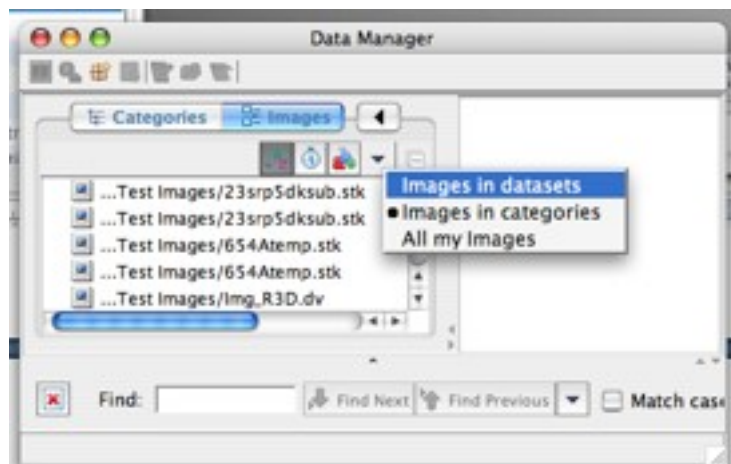 Data Manager
Categories Images
Images in datasets
Images in categories
All my Images
...Test Images/23srp5dksub.stk
...Test Images/23srp5dksub.stk
...Test Images/654Atemp.stk
...Test Images/654Atemp.stk
...Test Images/Img_R3D.dv
Find: Find Next Find Previous Match case